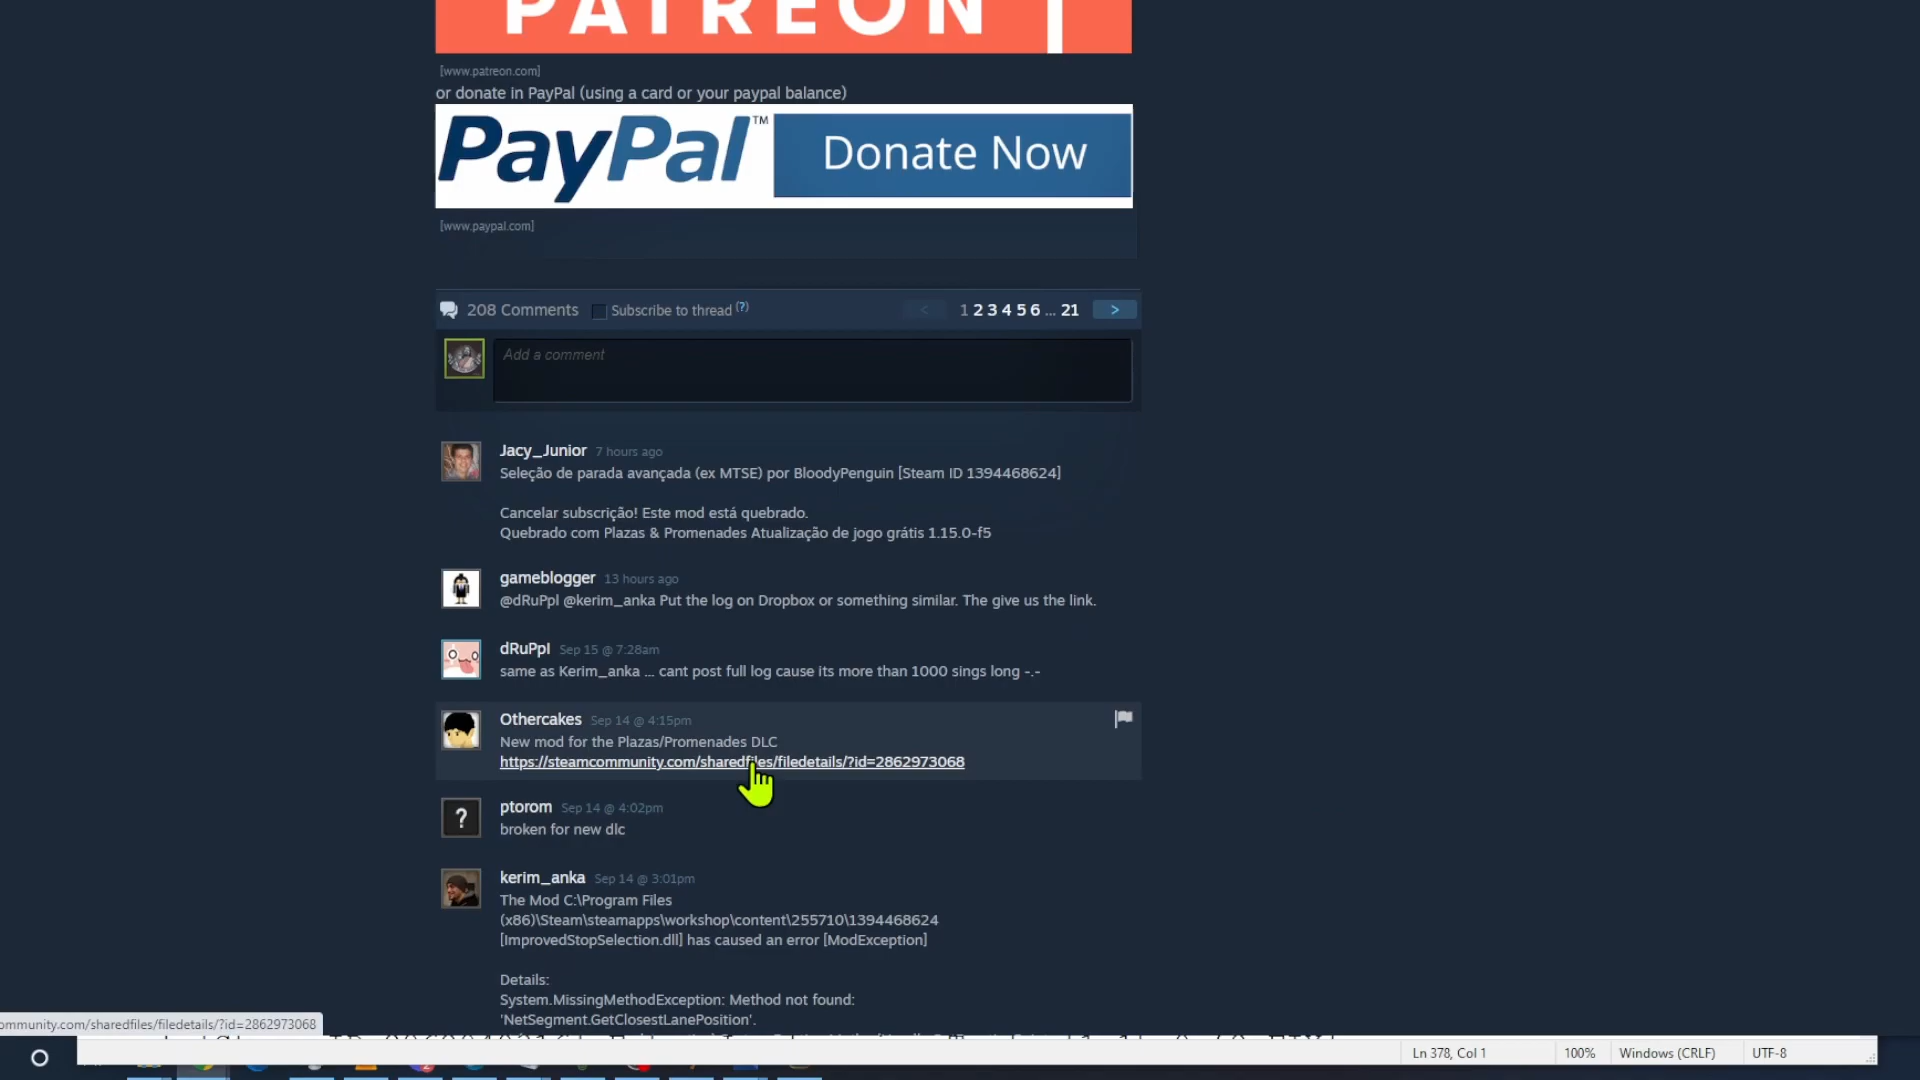 PATREON
[www.patreon.com]
or donate in PayPal (using a card or your paypal balance)
PayPal™ Donate Now
[www.paypal.com]
208 Comments Subscribe to thread (?) < 1 2 3 4 5 6 ... 21 >
Add a comment
Jacy_Junior 7 hours ago
Seleção de parada avançada (ex MTSE) por BloodyPenguin [Steam ID 1394468624]
Cancelar subscrição! Este mod está quebrado.
Quebrado com Plazas & Promenades Atualização de jogo grátis 1.15.0-f5
gameblogger 13 hours ago
@dRuPpl @kerim_anka Put the log on Dropbox or something similar. The give us the link.
dRuPpl Sep 15 @ 7:28am
same as Kerim_anka ... cant post full log cause its more than 1000 sings long -.-
Othercakes Sep 14 @ 4:15pm
New mod for the Plazas/Promenades DLC
https://steamcommunity.com/sharedfiles/filedetails/?id=2862973068
ptorom Sep 14 @ 4:02pm
broken for new dlc
kerim_anka Sep 14 @ 3:01pm
The Mod C:\Program Files
(x86)\Steam\steamapps\workshop\content\255710\1394468624
[ImprovedStopSelection.dll] has caused an error [ModException]
Details:
System.MissingMethodException: Method not found:
'NetSegment.GetClosestLanePosition'.
ommunity.com/sharedfiles/filedetails/?id=2862973068
Ln 378, Col 1 100% Windows (CRLF) UTF-8